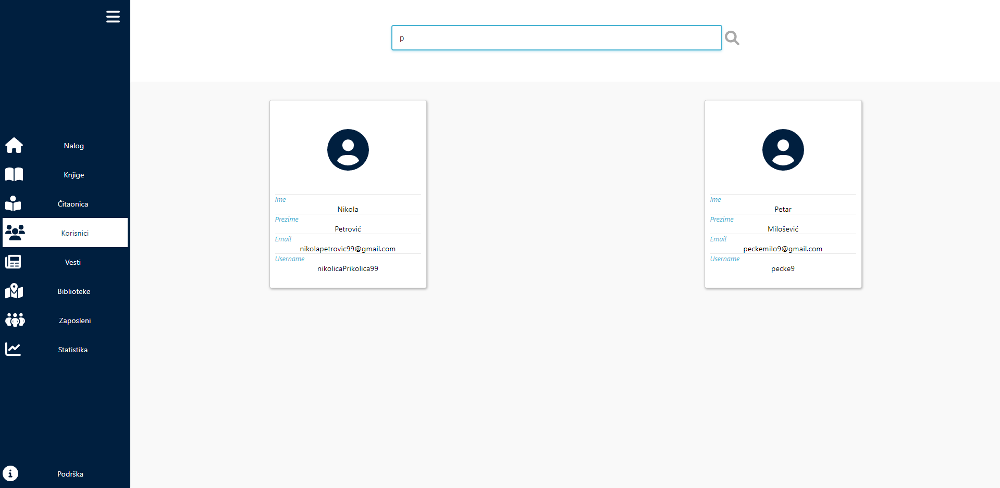 p
Nalog
Knjige
Čitaonica
Korisnici
Vesti
Biblioteke
Zaposleni
Statistika
Podrška
Ime
Nikola
Prezime
Petrović
Email
nikolapetrovic99@gmail.com
Username
nikolicaPrikolica99
Ime
Petar
Prezime
Milošević
Email
peckemilo9@gmail.com
Username
pecke9